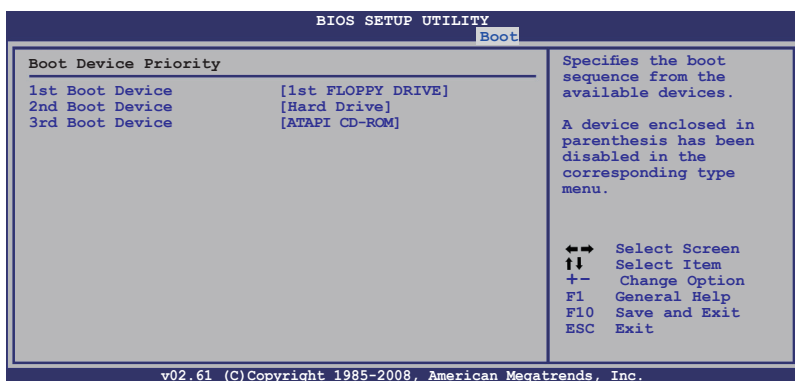 BIOS SETUP UTILITY
Boot
Boot Device Priority
1st Boot Device [1st FLOPPY DRIVE]
2nd Boot Device [Hard Drive]
3rd Boot Device [ATAPI CD-ROM]
Specifies the boot
sequence from the
available devices.
A device enclosed in
parenthesis has been
disabled in the
corresponding type
menu.
←→ Select Screen
↑↓ Select Item
+- Change Option
F1 General Help
F10 Save and Exit
ESC Exit
v02.61 (C)Copyright 1985-2008, American Megatrends, Inc.